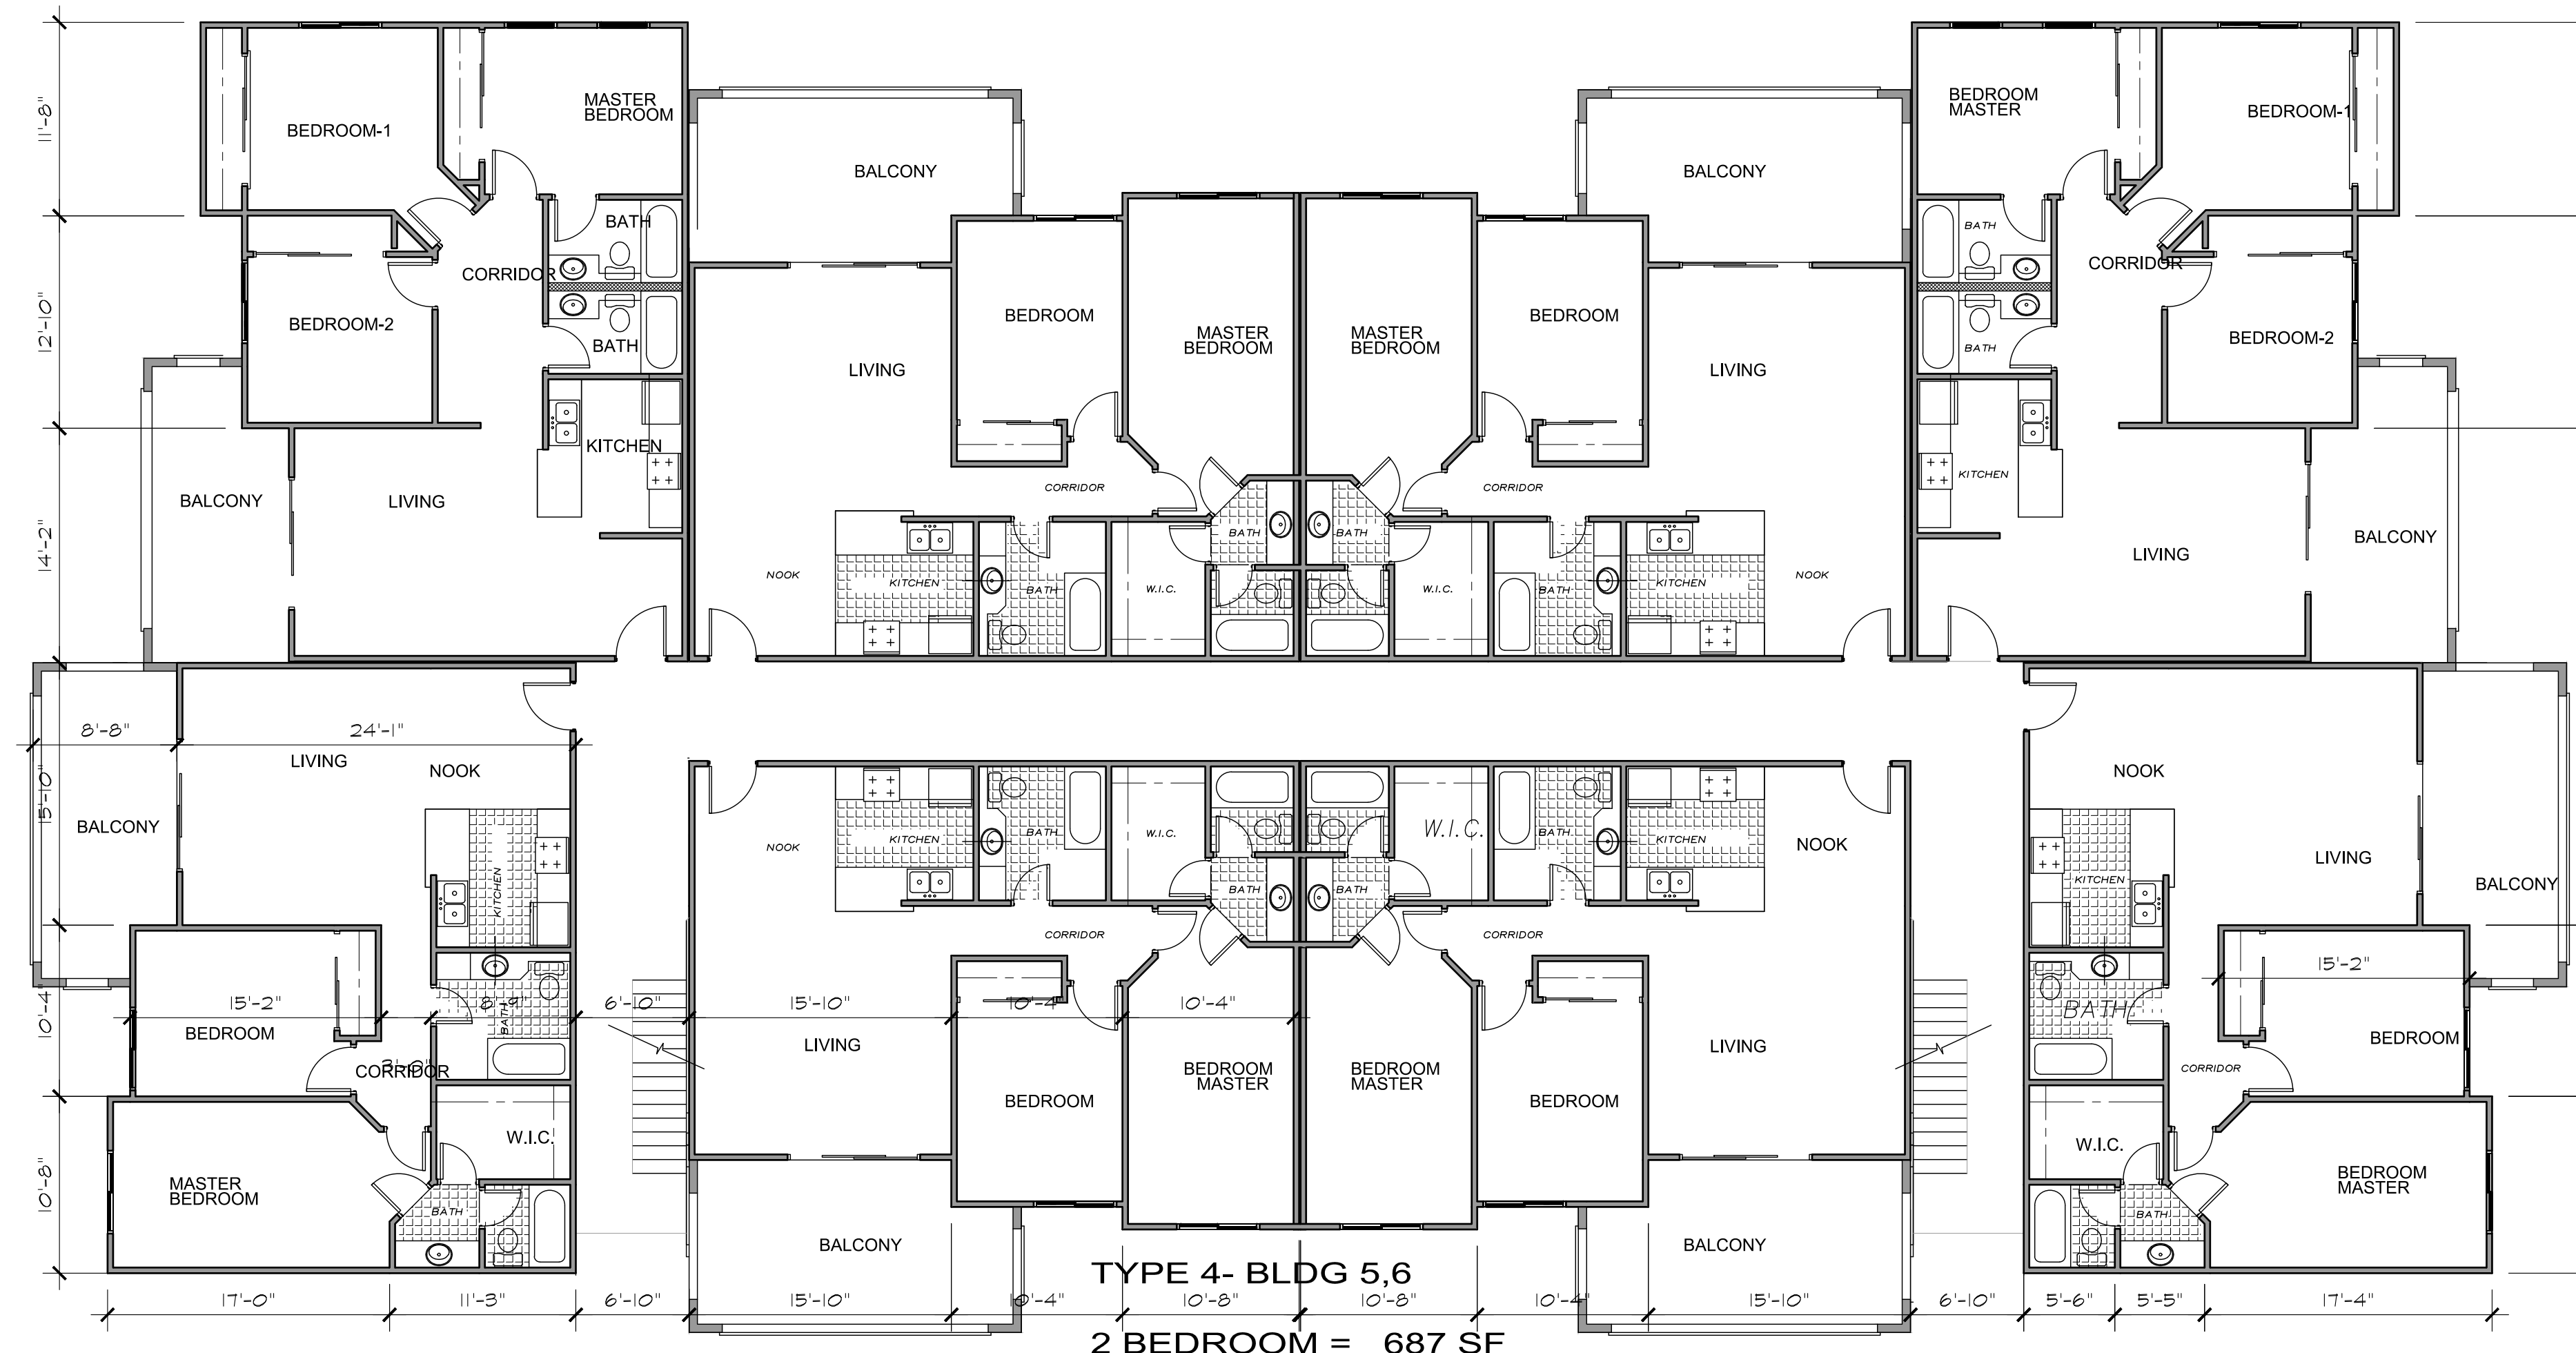 11'-8"
12'-10"
14'-2"
15'-10"
10'-4"
10'-8"
BEDROOM-1
MASTER
BEDROOM
BALCONY
BATH
CORRIDOR
BEDROOM-2
BATH
KITCHEN
BALCONY
LIVING
BEDROOM
MASTER
BEDROOM
LIVING
CORRIDOR
NOOK
KITCHEN
BATH
W.I.C.
BATH
MASTER
BEDROOM
BEDROOM
BALCONY
LIVING
CORRIDOR
BATH
W.I.C.
BATH
KITCHEN
NOOK
BEDROOM
MASTER
BEDROOM-1
BATH
CORRIDOR
BATH
BEDROOM-2
KITCHEN
LIVING
BALCONY
8'-8"
24'-1"
LIVING
NOOK
BALCONY
KITCHEN
15'-2"
8'-9"
6'-10"
15'-10"
10'-4"
10'-4"
BEDROOM
BATH
3'-0"
CORRIDOR
W.I.C.
MASTER
BEDROOM
BATH
NOOK
KITCHEN
BATH
W.I.C.
BATH
CORRIDOR
LIVING
BEDROOM
BEDROOM
MASTER
BALCONY
W.I.C.
BATH
KITCHEN
NOOK
BATH
CORRIDOR
BEDROOM
MASTER
BEDROOM
LIVING
BALCONY
NOOK
LIVING
KITCHEN
BALCONY
15'-2"
BATH
BEDROOM
CORRIDOR
W.I.C.
BEDROOM
MASTER
BATH
TYPE 4- BLDG 5,6
17'-0"
11'-3"
6'-10"
15'-10"
10'-4"
10'-8"
10'-8"
10'-4"
15'-10"
6'-10"
5'-6"
5'-5"
17'-4"
2 BEDROOM = 687 SF